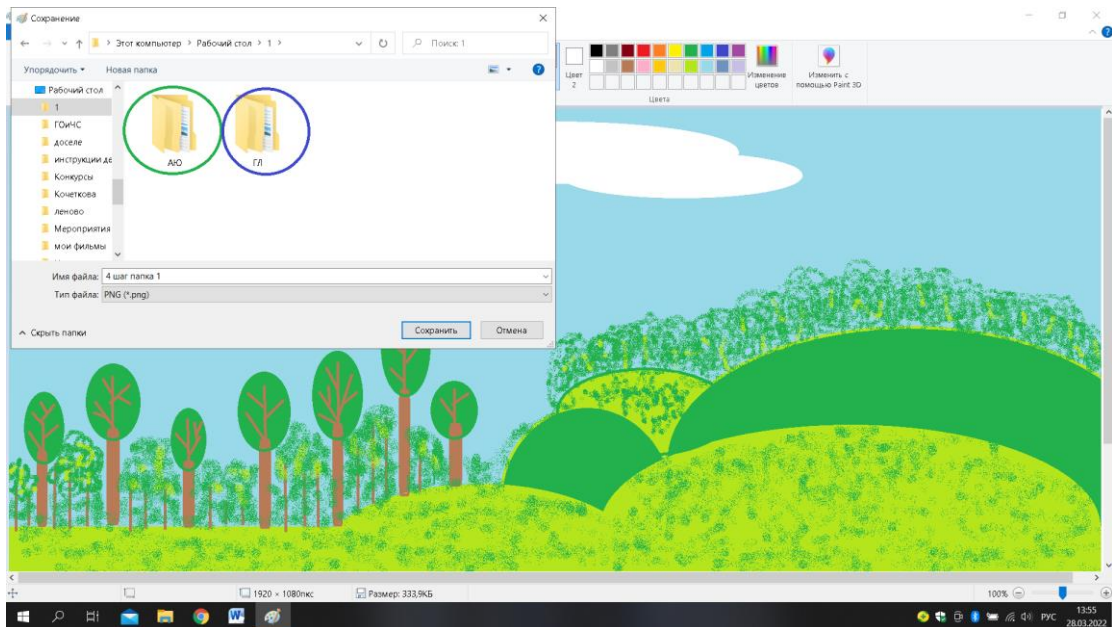 Сохранение
Этот компьютер > Рабочий стол > 1 >
Поиск: 1
Упорядочить
Новая папка
Рабочий стол
1
ГОиЧС
доселе
инструкции де
Конкурсы
Кочеткова
леново
Мероприятия
мои фильмы
АЮ
ГЛ
Имя файла: 4 шаг папка 1
Тип файла: PNG (*.png)
Скрыть папки
Сохранить
Отмена
Цвет
2
Изменение
цветов
Изменить с
помощью Paint 3D
Цвета
1920 × 1080пкс
Размер: 333,9КБ
100%
РУС
13:55
28.03.2022